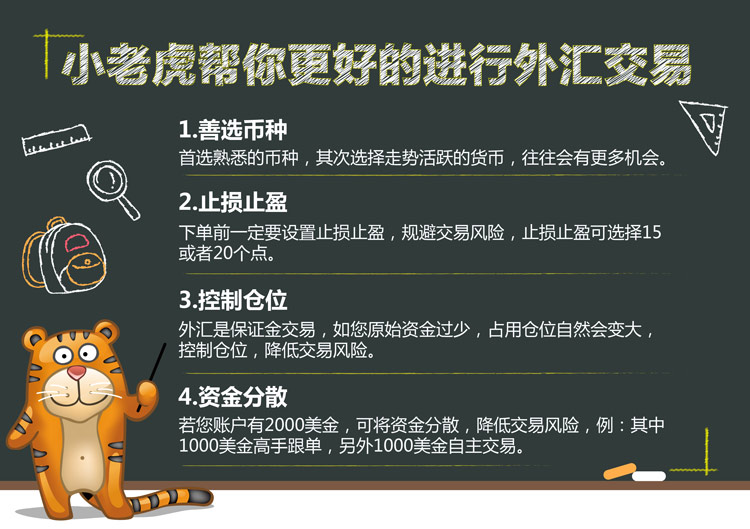 小老虎帮你更好的进行外汇交易
1.善选币种
首选熟悉的币种，其次选择走势活跃的货币，往往会有更多机会。
2.止损止盈
下单前一定要设置止损止盈，规避交易风险，止损止盈可选择15
或者20个点。
3.控制仓位
外汇是保证金交易，如您原始资金过少，占用仓位自然会变大，
控制仓位，降低交易风险。
4.资金分散
若您账户有2000美金，可将资金分散，降低交易风险，例：其中
1000美金高手跟单，另外1000美金自主交易。